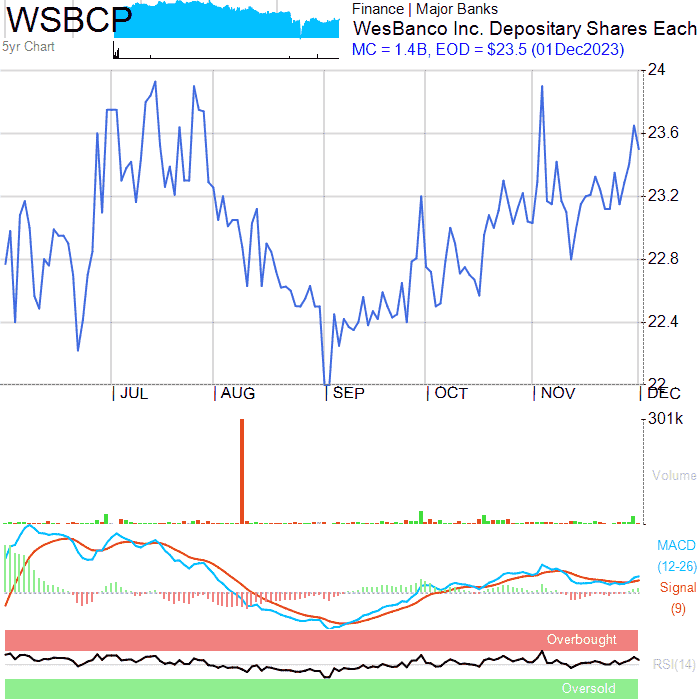 WSBCP
Finance | Major Banks
WesBanco Inc. Depositary Shares Each
5yr Chart
MC = 1.4B, EOD = $23.5 (01Dec2023)
24
23.6
23.2
22.8
22.4
22
JUL AUG SEP OCT NOV DEC
301k
Volume
MACD
(12-26)
Signal
(9)
Overbought
RSI(14)
Oversold